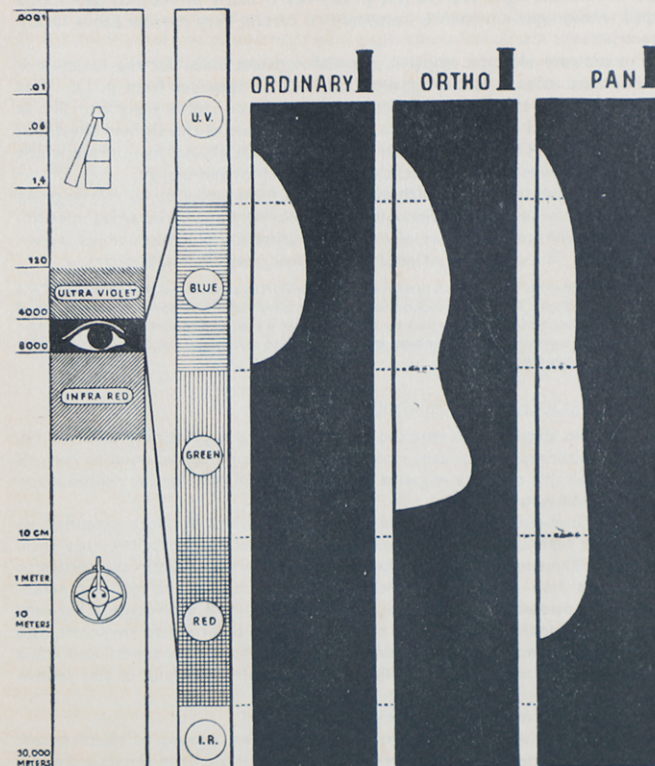 .0001
.01
.06
1,4
120
4000
8000
10 CM
1 METER
10
METERS
30,000
METERS
ULTRA VIOLET
INFRA RED
U.V.
BLUE
GREEN
RED
I.R.
ORDINARY
ORTHO
PAN